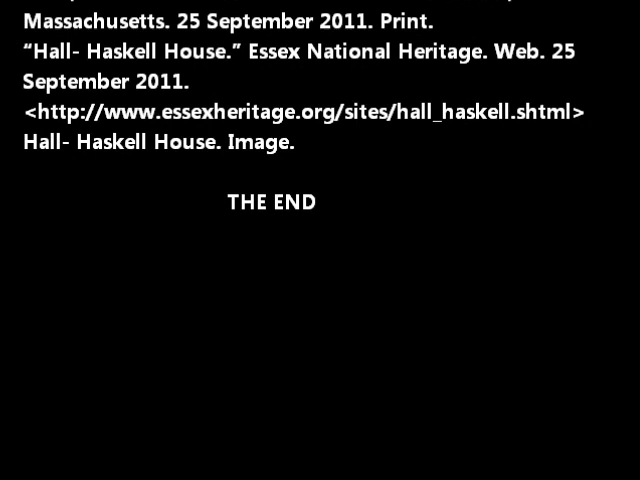 Massachusetts. 25 September 2011. Print.
“Hall- Haskell House.” Essex National Heritage. Web. 25
September 2011.
<http://www.essexheritage.org/sites/hall_haskell.shtml>
Hall- Haskell House. Image.
THE END